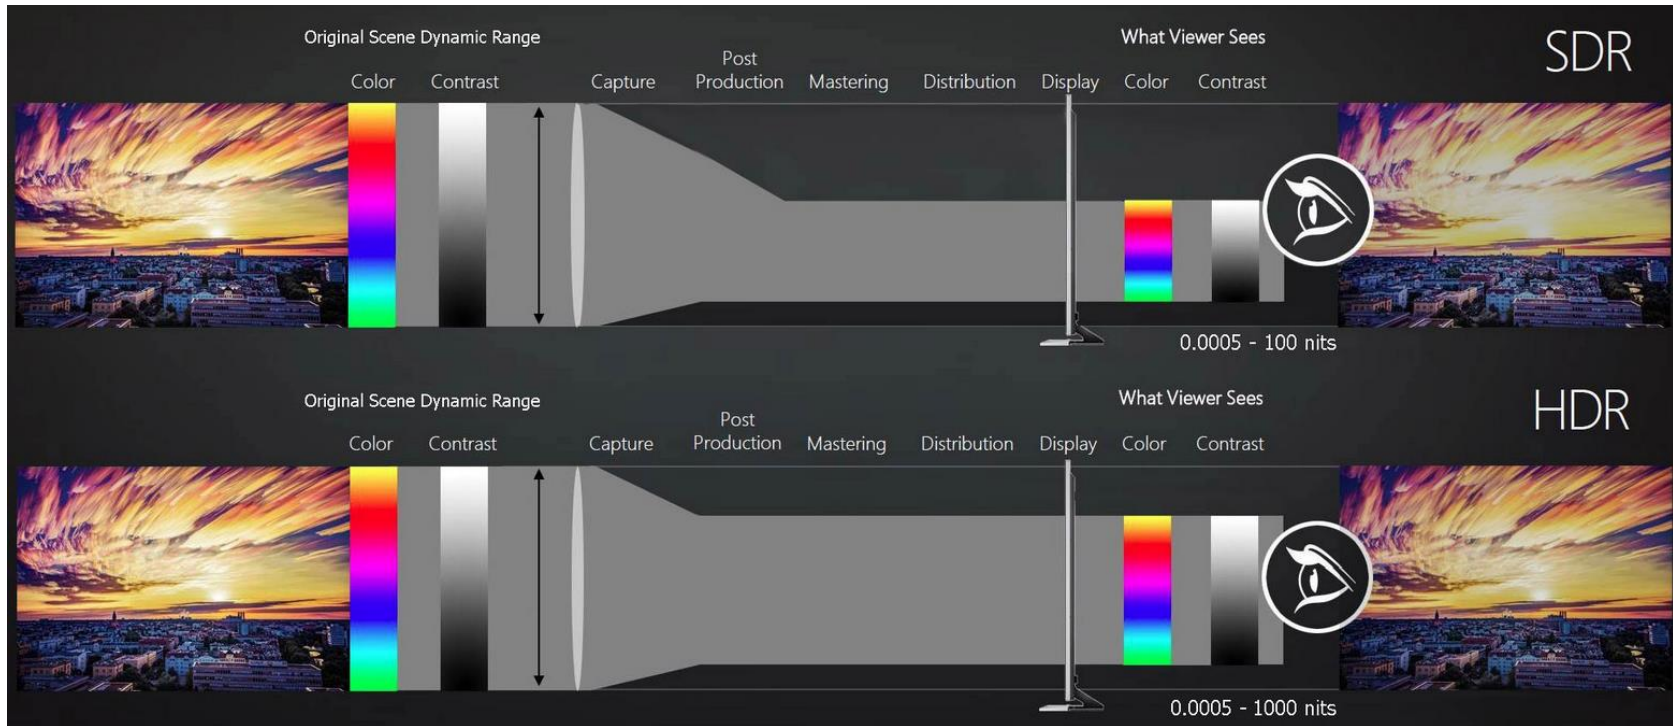 Original Scene Dynamic Range
What Viewer Sees
SDR
Color
Contrast
Capture
Post
Production
Mastering
Distribution
Display
Color
Contrast
0.0005 - 100 nits
Original Scene Dynamic Range
What Viewer Sees
HDR
Color
Contrast
Capture
Post
Production
Mastering
Distribution
Display
Color
Contrast
0.0005 - 1000 nits